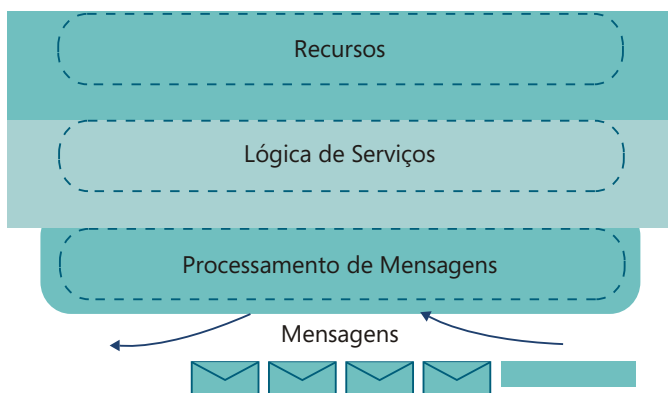 Recursos
Lógica de Serviços
Processamento de Mensagens
Mensagens